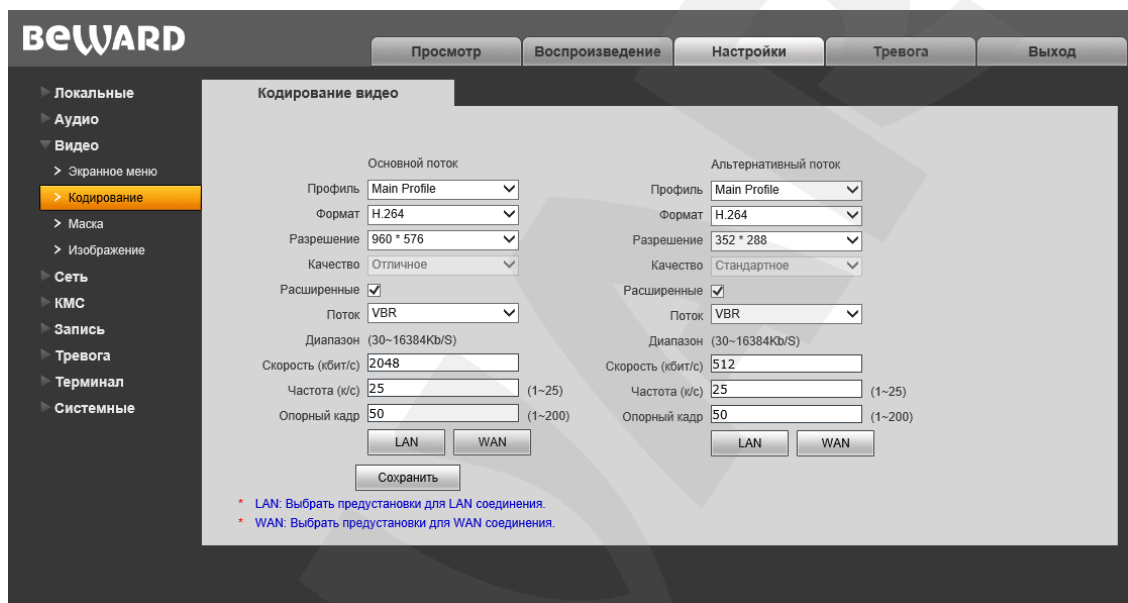 BEWARD
Просмотр Воспроизведение Настройки Тревога Выход
Локальные
Аудио
Видео
Экранное меню
Кодирование
Маска
Изображение
Сеть
КМС
Запись
Тревога
Терминал
Системные
Кодирование видео
Основной поток Альтернативный поток
Профиль Main Profile Профиль Main Profile
Формат H.264 Формат H.264
Разрешение 960 * 576 Разрешение 352 * 288
Качество Отличное Качество Стандартное
Расширенные Расширенные
Поток VBR Поток VBR
Диапазон (30~16384Kb/S) Диапазон (30~16384Kb/S)
Скорость (кбит/с) 2048 Скорость (кбит/с) 512
Частота (к/с) 25 (1~25) Частота (к/с) 25 (1~25)
Опорный кадр 50 (1~200) Опорный кадр 50 (1~200)
LAN WAN LAN WAN
Сохранить
* LAN: Выбрать предустановки для LAN соединения.
* WAN: Выбрать предустановки для WAN соединения.